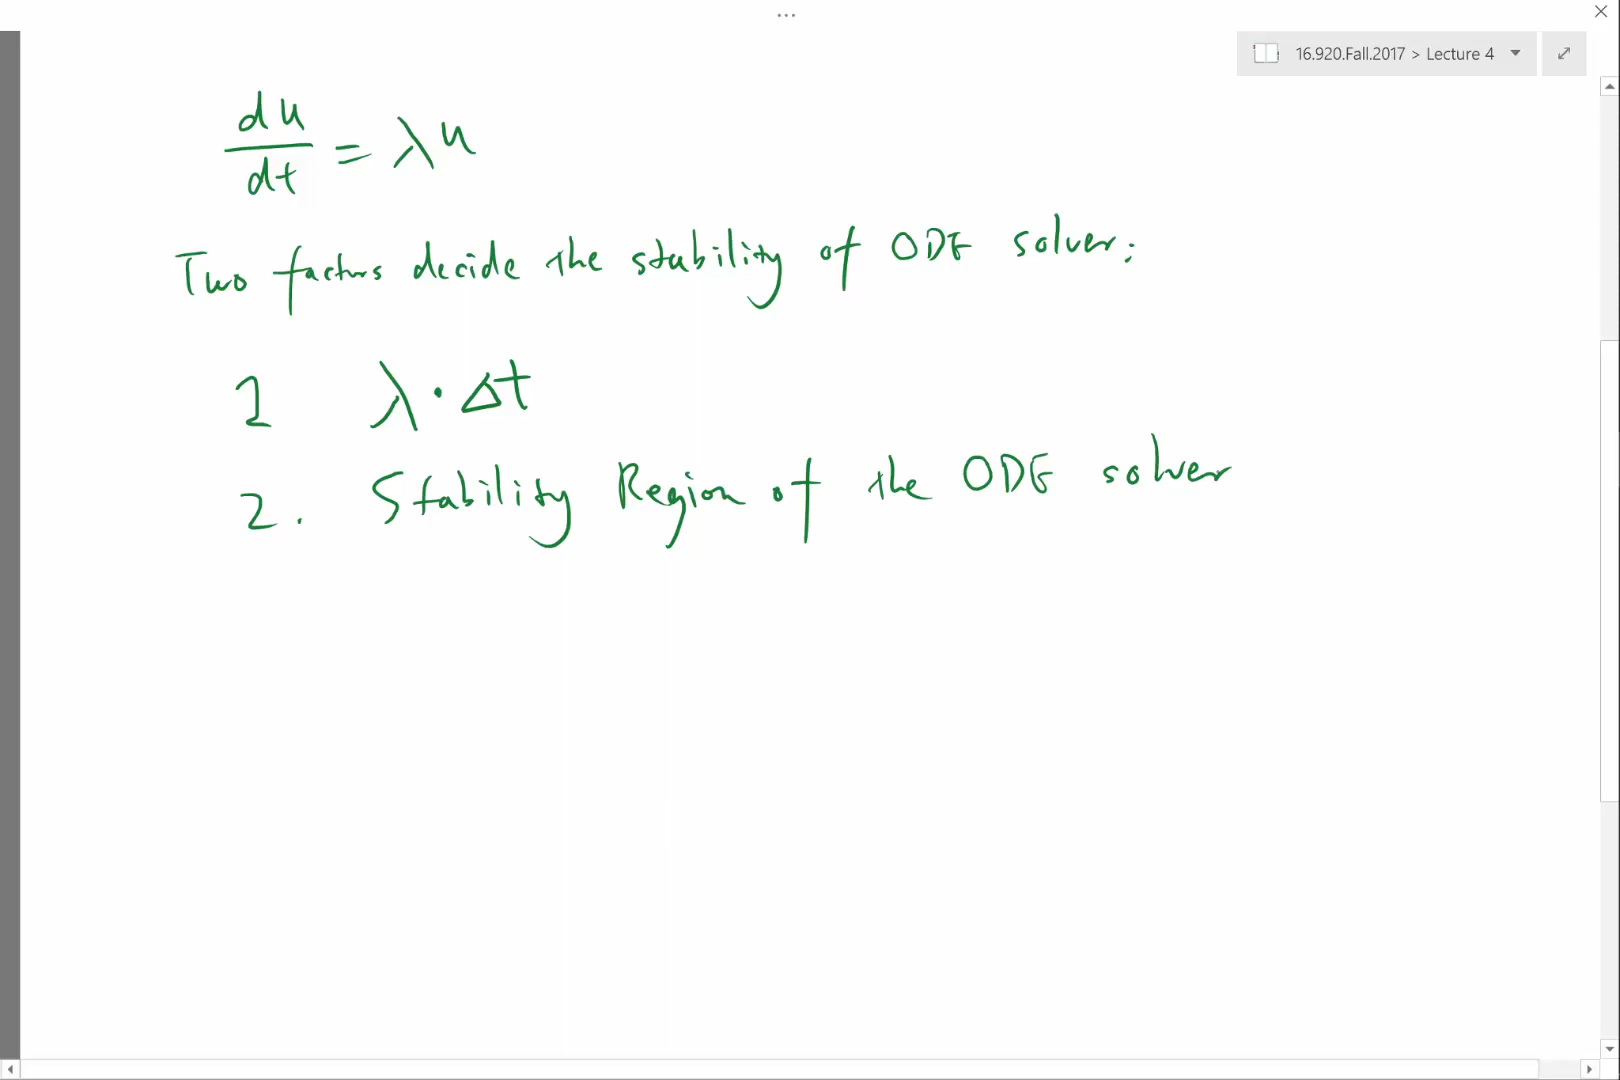 ...
16.920.Fall.2017 > Lecture 4
du/dt = λu
Two factors decide the stability of ODE solver:
1 λ · Δt
2. Stability Region of the ODE solver